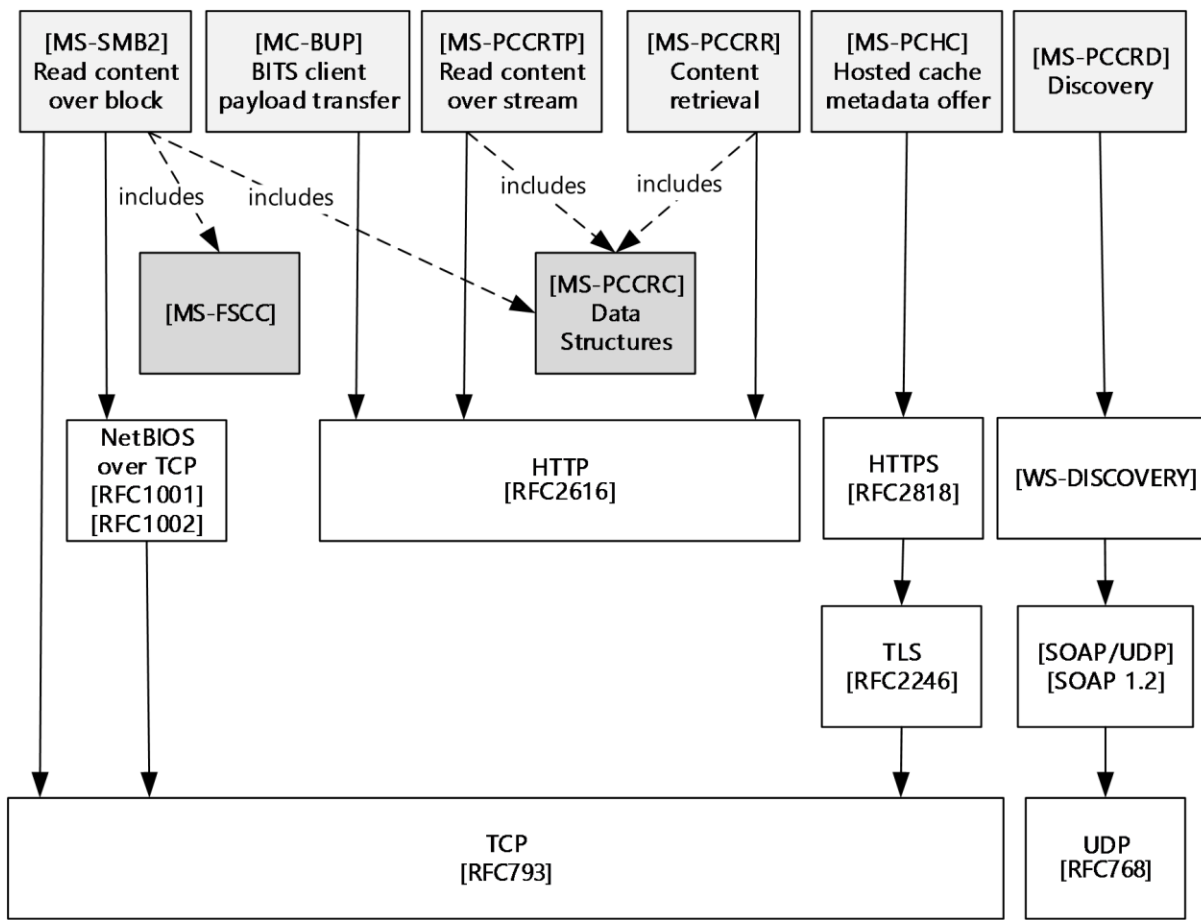 [MS-SMB2]
Read content
over block
[MC-BUP]
BITS client
payload transfer
[MS-PCCRTP]
Read content
over stream
[MS-PCCRR]
Content
retrieval
[MS-PCHC]
Hosted cache
metadata offer
[MS-PCCRD]
Discovery
includes
includes
includes
includes
[MS-FSCC]
[MS-PCCRC]
Data
Structures
NetBIOS
over TCP
[RFC1001]
[RFC1002]
HTTP
[RFC2616]
HTTPS
[RFC2818]
[WS-DISCOVERY]
TLS
[RFC2246]
[SOAP/UDP]
[SOAP 1.2]
TCP
[RFC793]
UDP
[RFC768]